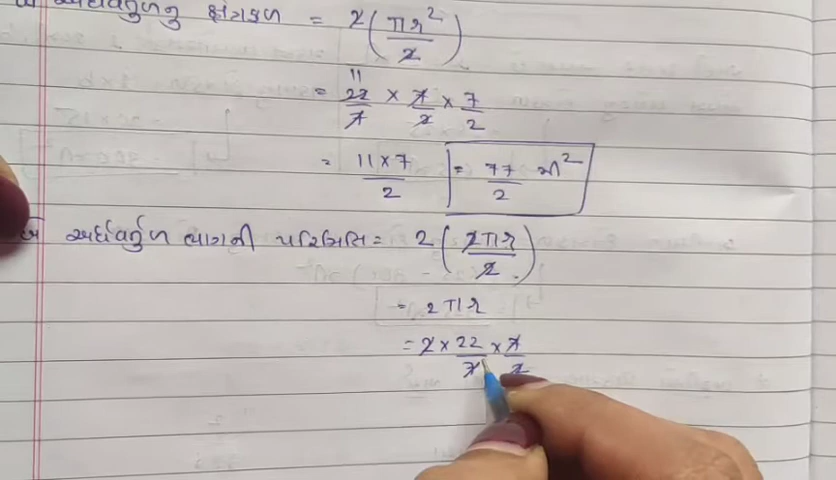 બે અર્ધવર્તુળનું ક્ષેત્રફળ = 2(πr²/2)
= 22/7 × 7/2 × 7/2
11
= 11×7/2 = 77/2 મી²
બે અર્ધવર્તુળ ભાગની પરિમિતિ = 2(2πr/2)
= 2πr
= 2 × 22/7 × 7/2